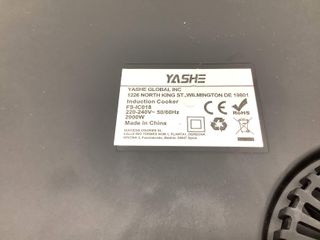 YASHE
YASHE GLOBAL INC
1226 NORTH KING ST.,WILMINGTON DE 19801
Induction Cooker
FS-IC018
220-240V~ 50/60Hz
2000W
Made in China
CE
RoHS